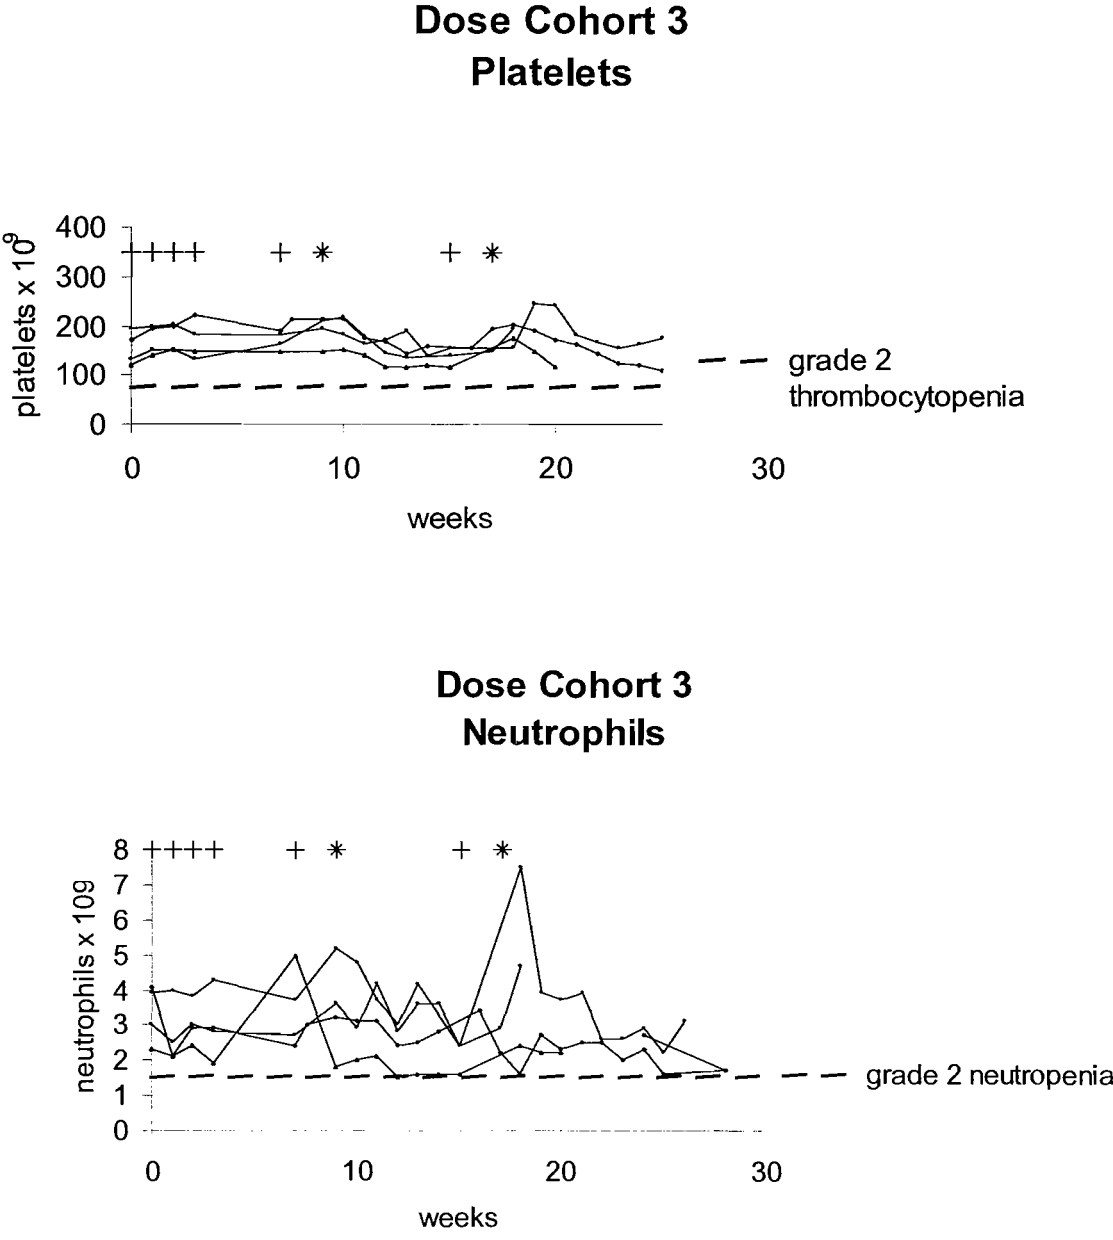 Dose Cohort 3
Platelets
platelets x 10⁹
400
300
200
100
0
0 10 20 30
weeks
grade 2
thrombocytopenia
Dose Cohort 3
Neutrophils
neutrophils x 109
8
7
6
5
4
3
2
1
0
0 10 20 30
weeks
grade 2 neutropenia